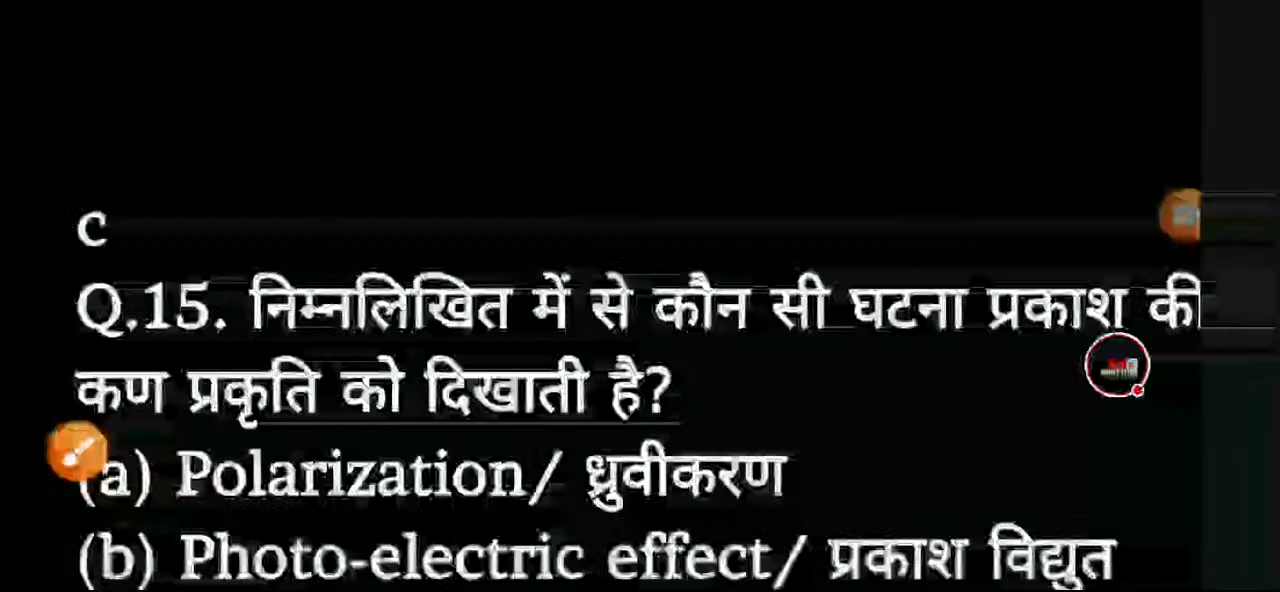 c
Q.15. निम्नलिखित में से कौन सी घटना प्रकाश की
कण प्रकृति को दिखाती है?
(a) Polarization/ ध्रुवीकरण
(b) Photo-electric effect/ प्रकाश विद्युत